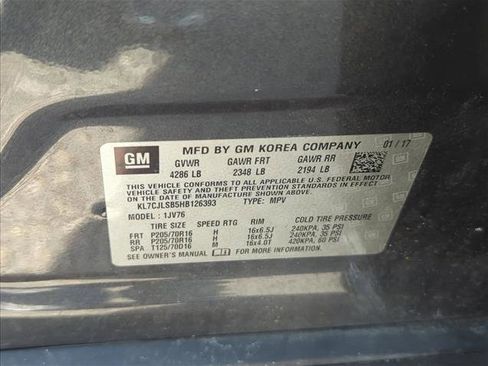 GM
MFD BY GM KOREA COMPANY 01/17
GVWR GAWR FRT GAWR RR
4286 LB 2348 LB 2194 LB
THIS VEHICLE CONFORMS TO ALL APPLICABLE U.S. FEDERAL MOTOR
VEHICLE SAFETY AND THEFT PREVENTION STANDARDS IN EFFECT ON
THE DATE OF MANUFACTURE SHOWN ABOVE.
KL7CJLSB5HB126393 TYPE: MPV
MODEL: 1JV76
TIRE SIZE SPEED RTG RIM COLD TIRE PRESSURE
FRT P205/70R16 H 16x6.5J 240KPA, 35 PSI
RR P205/70R16 H 16x6.5J 240KPA, 35 PSI
SPA T125/70D16 M 16x4.0T 420KPA, 60 PSI
SEE OWNER'S MANUAL FOR MORE INFORMATION.